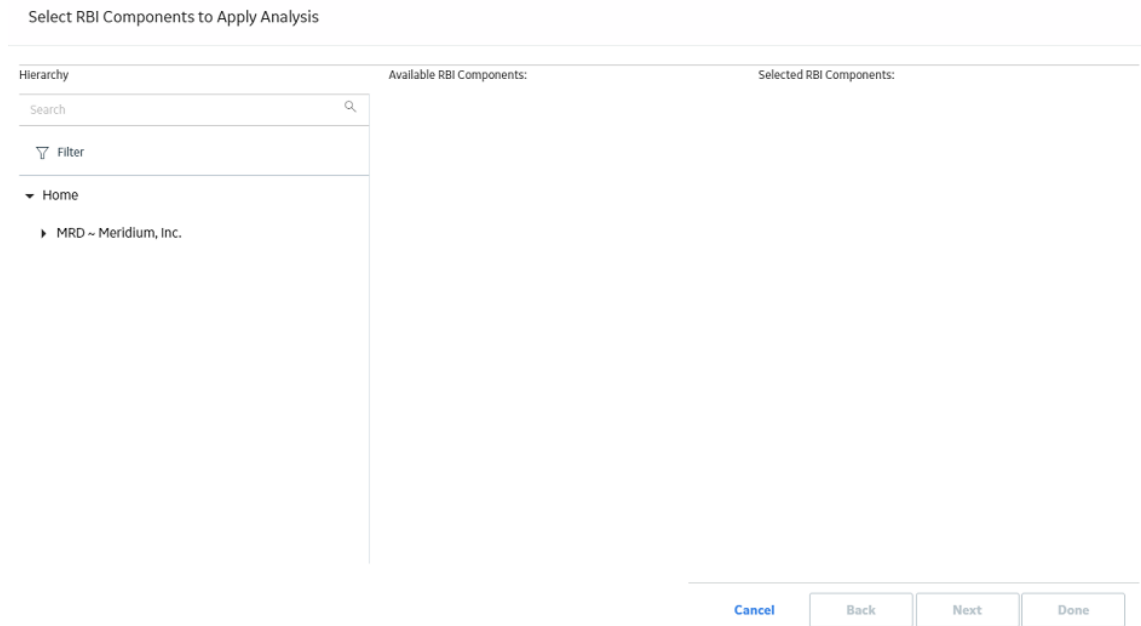 Select RBI Components to Apply Analysis
Hierarchy
Available RBI Components:
Selected RBI Components:
Search
Filter
Home
MRD ~ Meridium, Inc.
Cancel
Back
Next
Done